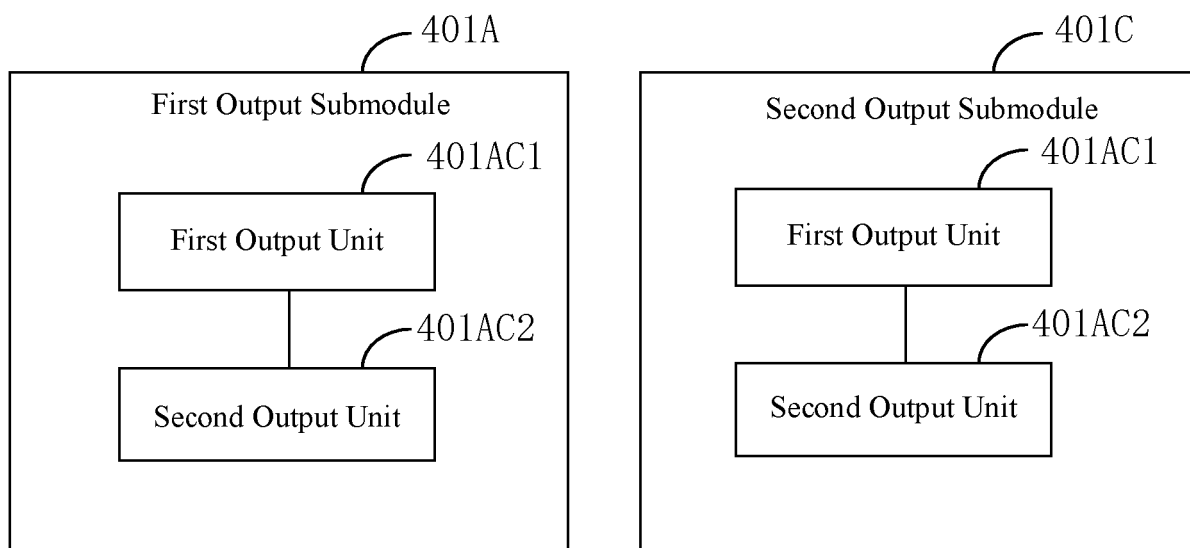 401A
First Output Submodule
401AC1
First Output Unit
401AC2
Second Output Unit
401C
Second Output Submodule
401AC1
First Output Unit
401AC2
Second Output Unit